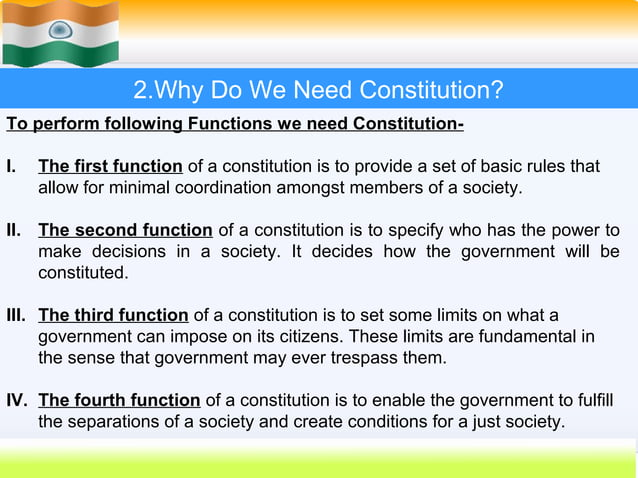 2.Why Do We Need Constitution?
To perform following Functions we need Constitution-
I. The first function of a constitution is to provide a set of basic rules that
allow for minimal coordination amongst members of a society.
II. The second function of a constitution is to specify who has the power to
make decisions in a society. It decides how the government will be
constituted.
III. The third function of a constitution is to set some limits on what a
government can impose on its citizens. These limits are fundamental in
the sense that government may ever trespass them.
IV. The fourth function of a constitution is to enable the government to fulfill
the separations of a society and create conditions for a just society.